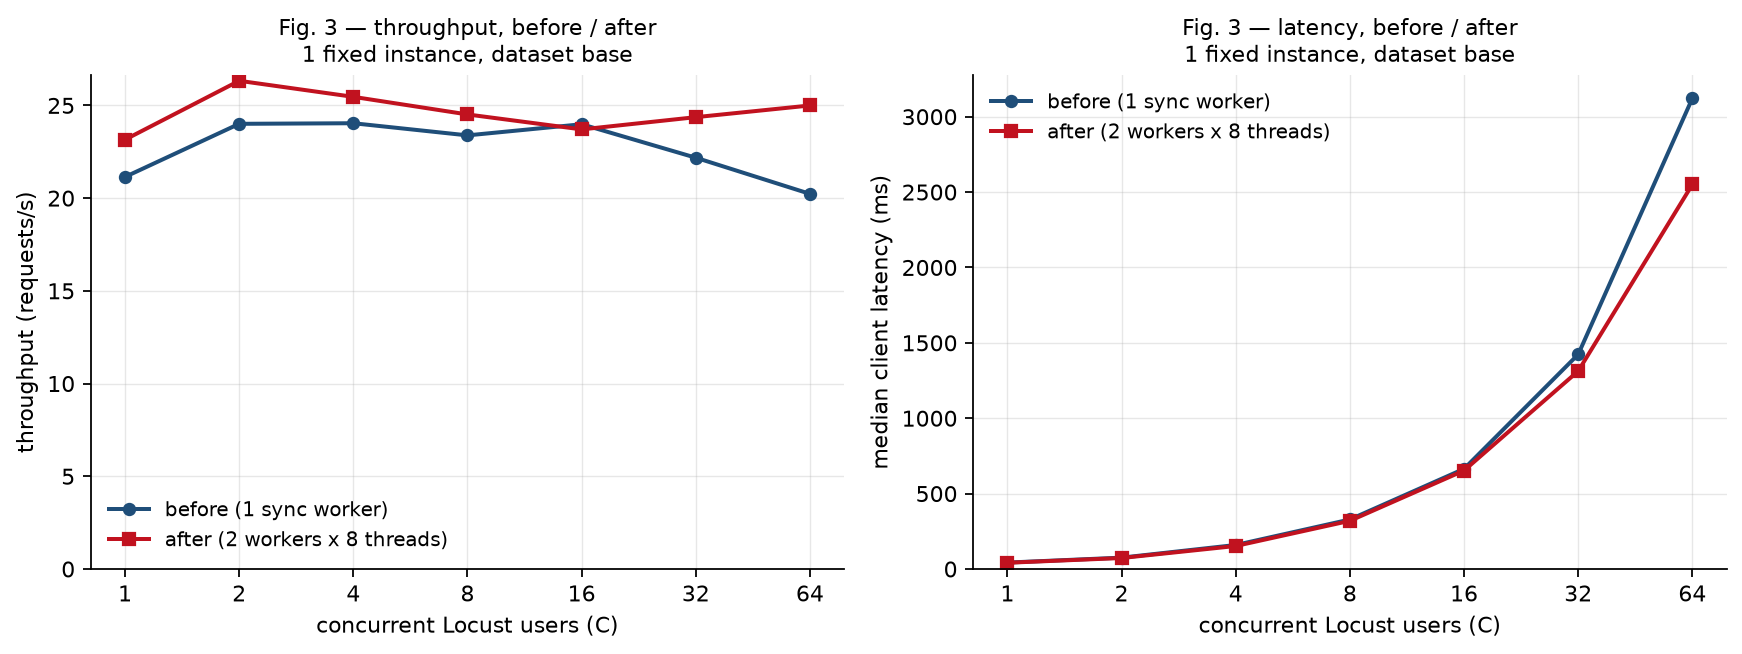 Fig. 3 — throughput, before / after
1 fixed instance, dataset base
throughput (requests/s)
25
20
15
10
5
0
before (1 sync worker)
after (2 workers x 8 threads)
1 2 4 8 16 32 64
concurrent Locust users (C)
Fig. 3 — latency, before / after
1 fixed instance, dataset base
before (1 sync worker)
after (2 workers x 8 threads)
median client latency (ms)
3000
2500
2000
1500
1000
500
0
1 2 4 8 16 32 64
concurrent Locust users (C)